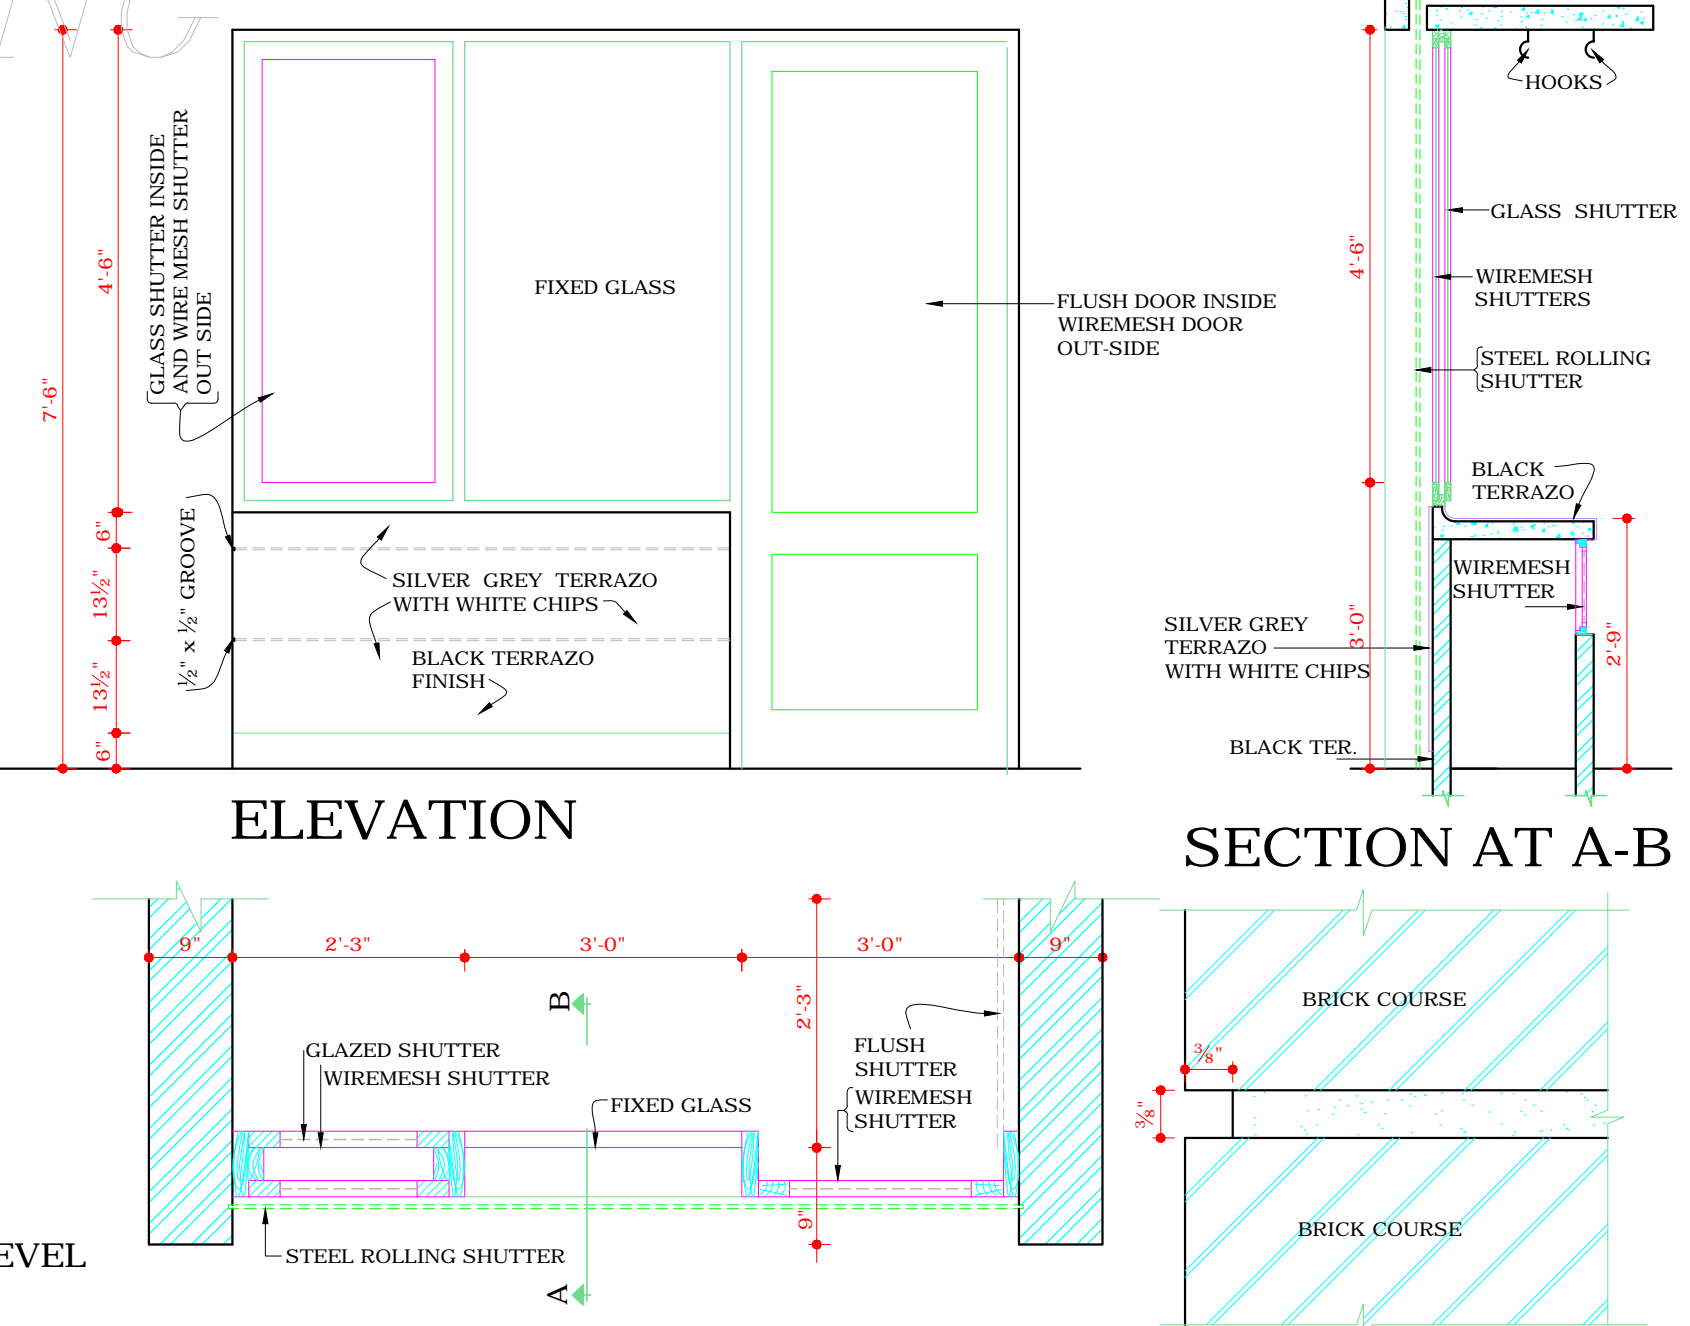 7'-6"
4'-6"
6"
13½"
13½"
6"
GLASS SHUTTER INSIDE
AND WIRE MESH SHUTTER
OUT SIDE
½" x ½" GROOVE
FIXED GLASS
FLUSH DOOR INSIDE
WIREMESH DOOR
OUT-SIDE
SILVER GREY TERRAZO
WITH WHITE CHIPS
BLACK TERRAZO
FINISH
ELEVATION
HOOKS
4'-6"
GLASS SHUTTER
WIREMESH
SHUTTERS
STEEL ROLLING
SHUTTER
BLACK
TERRAZO
WIREMESH
SHUTTER
SILVER GREY
TERRAZO
WITH WHITE CHIPS
3'-0"
2'-9"
BLACK TER.
SECTION AT A-B
9"
2'-3"
3'-0"
3'-0"
9"
B
2'-3"
GLAZED SHUTTER
WIREMESH SHUTTER
FIXED GLASS
FLUSH
SHUTTER
WIREMESH
SHUTTER
9"
STEEL ROLLING SHUTTER
A
EVEL
BRICK COURSE
⅜"
⅜"
BRICK COURSE